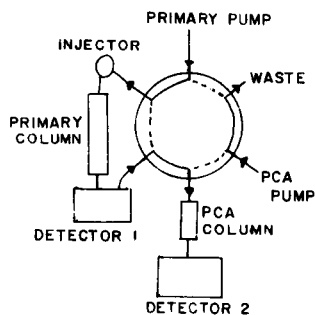 PRIMARY PUMP
INJECTOR
WASTE
PRIMARY
COLUMN
PCA
PUMP
PCA
COLUMN
DETECTOR 1
DETECTOR 2